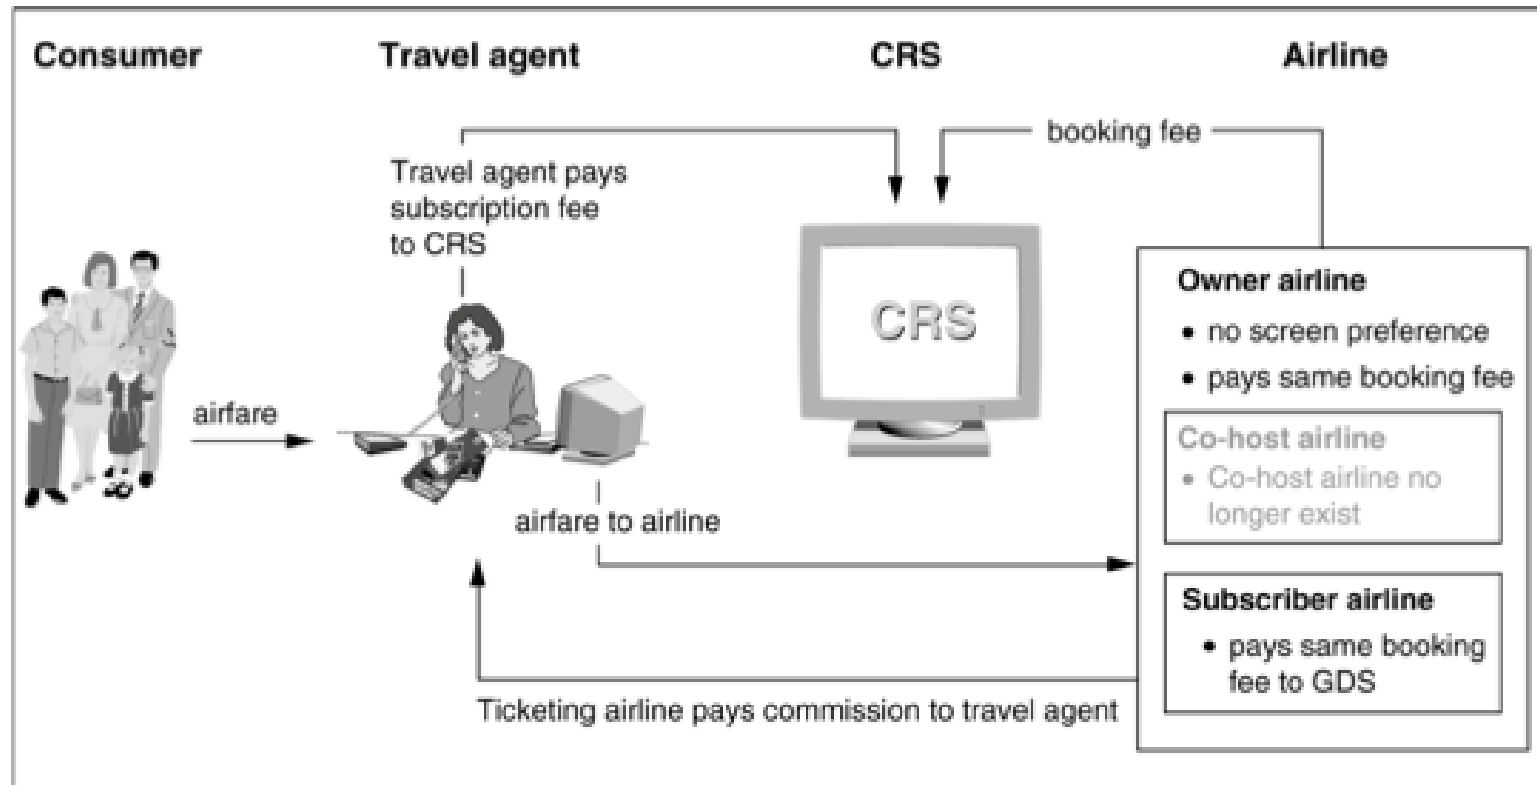 Consumer
Travel agent
CRS
Airline
booking fee
Travel agent pays
subscription fee
to CRS
CRS
Owner airline
• no screen preference
• pays same booking fee
airfare
Co-host airline
• Co-host airline no
longer exist
airfare to airline
Subscriber airline
• pays same booking
fee to GDS
Ticketing airline pays commission to travel agent